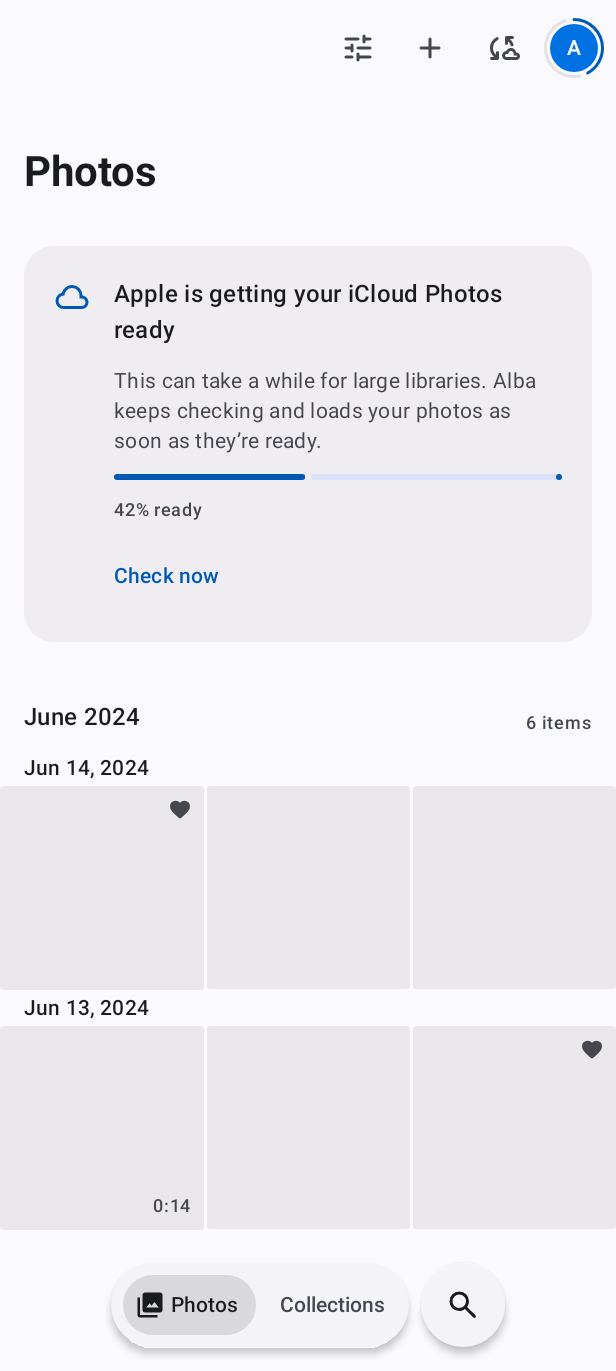 A
Photos
Apple is getting your iCloud Photos
ready
This can take a while for large libraries. Alba
keeps checking and loads your photos as
soon as they’re ready.
42% ready
Check now
June 2024
6 items
Jun 14, 2024
Jun 13, 2024
0:14
Photos
Collections